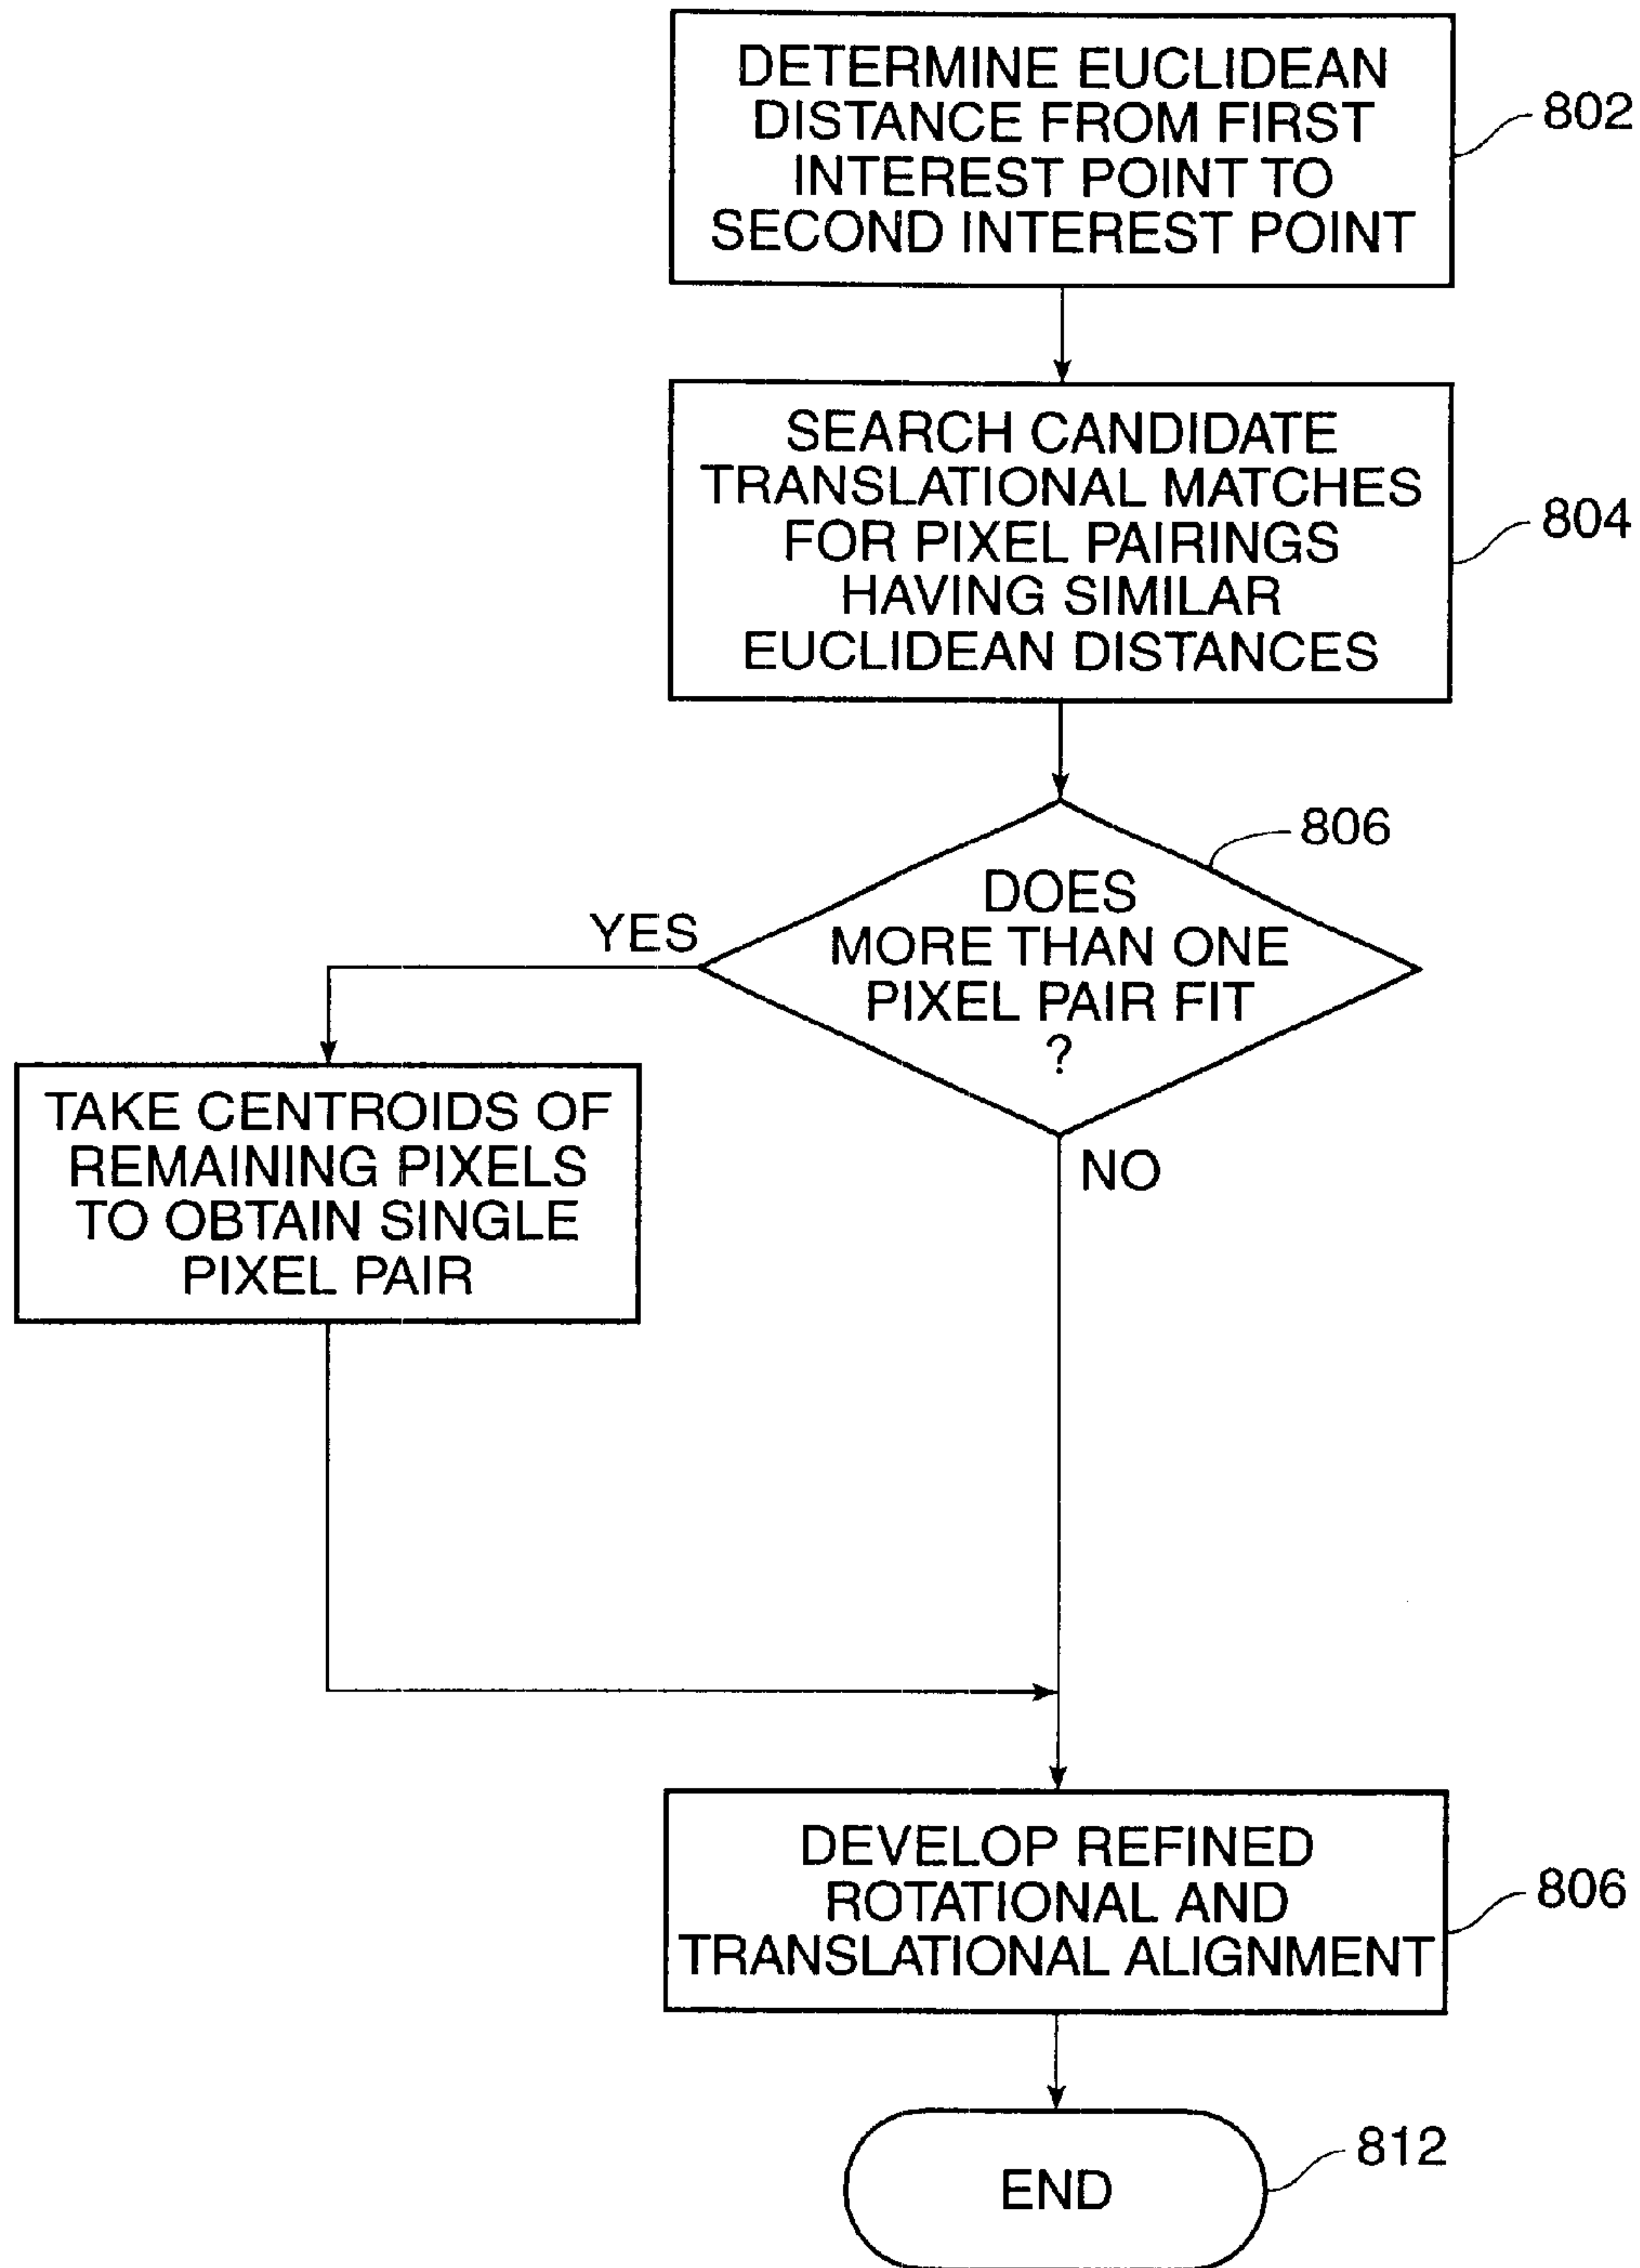 DETERMINE EUCLIDEAN
DISTANCE FROM FIRST
INTEREST POINT TO
SECOND INTEREST POINT
802
SEARCH CANDIDATE
TRANSLATIONAL MATCHES
FOR PIXEL PAIRINGS
HAVING SIMILAR
EUCLIDEAN DISTANCES
804
806
DOES
MORE THAN ONE
PIXEL PAIR FIT
?
YES
NO
TAKE CENTROIDS OF
REMAINING PIXELS
TO OBTAIN SINGLE
PIXEL PAIR
DEVELOP REFINED
ROTATIONAL AND
TRANSLATIONAL ALIGNMENT
806
END
812